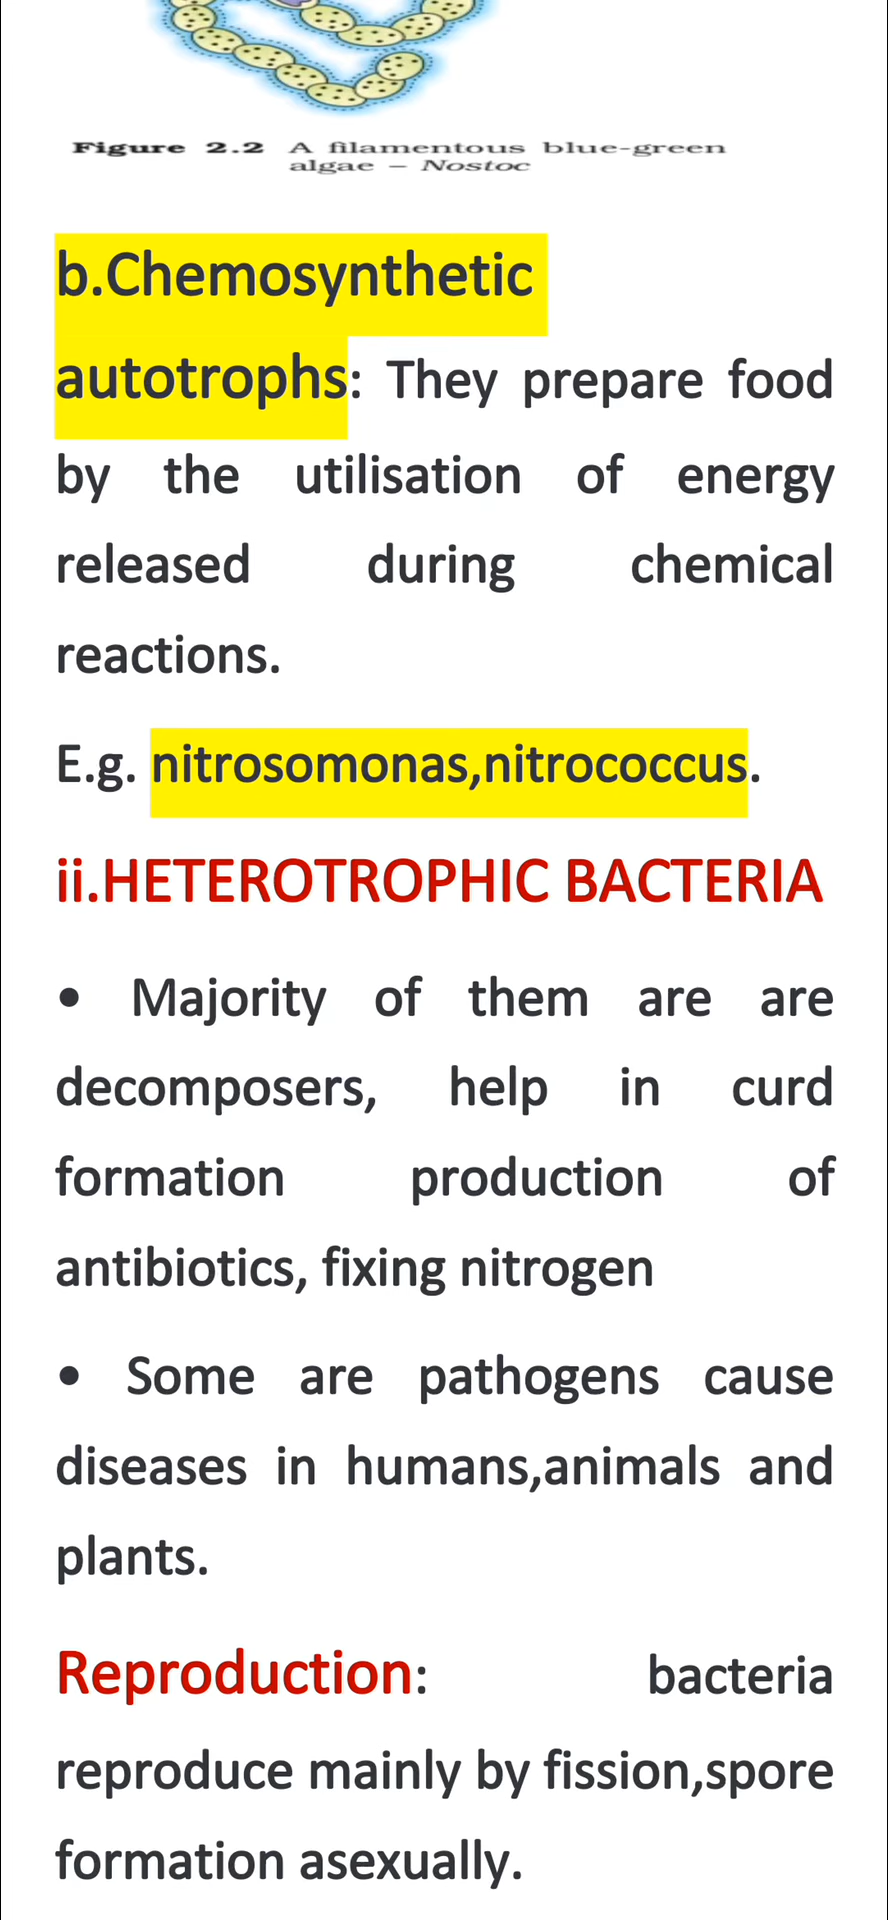 Figure 2.2 A filamentous blue-green
algae – Nostoc
b.Chemosynthetic
autotrophs: They prepare food
by the utilisation of energy
released during chemical
reactions.
E.g. nitrosomonas,nitrococcus.
ii.HETEROTROPHIC BACTERIA
• Majority of them are are
decomposers, help in curd
formation production of
antibiotics, fixing nitrogen
• Some are pathogens cause
diseases in humans,animals and
plants.
Reproduction: bacteria
reproduce mainly by fission,spore
formation asexually.